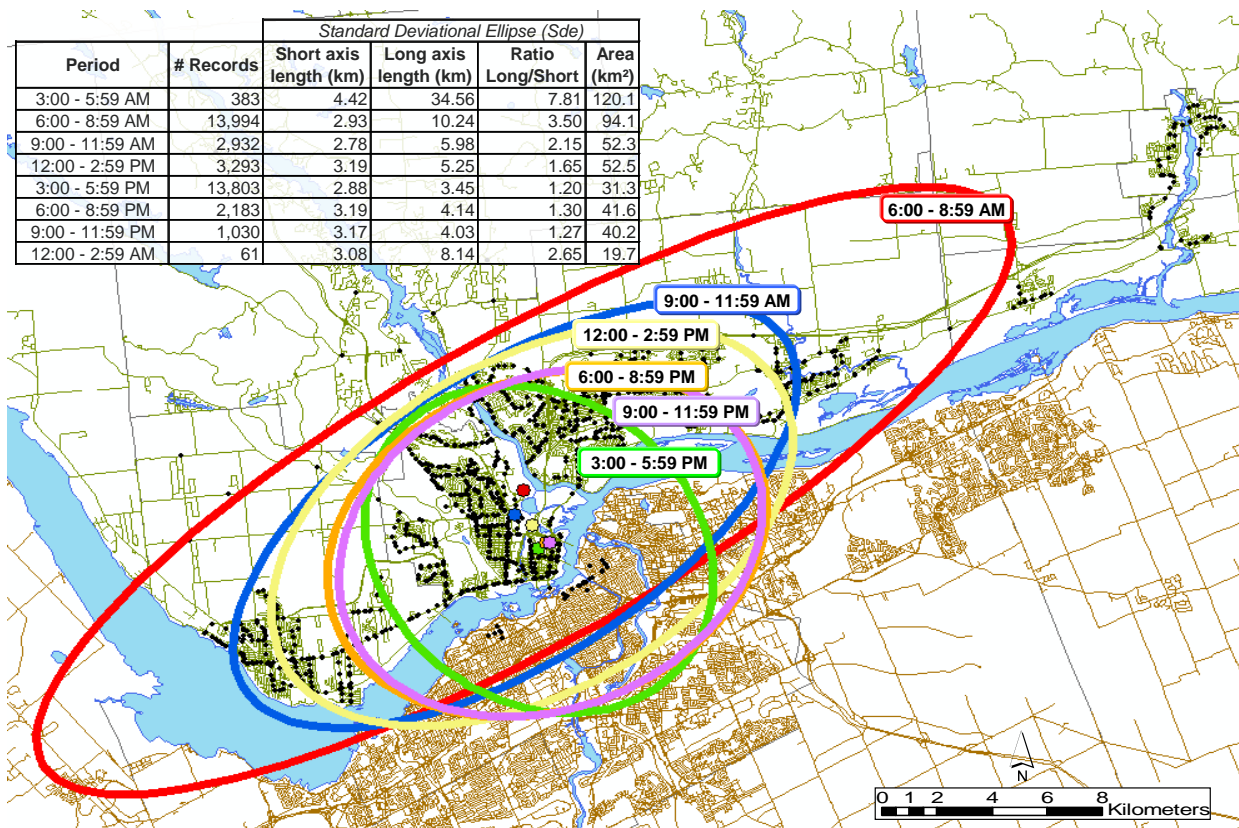 Standard Deviational Ellipse (Sde)
Period # Records Short axis length (km) Long axis length (km) Ratio Long/Short Area (km²)
3:00 - 5:59 AM 383 4.42 34.56 7.81 120.1
6:00 - 8:59 AM 13,994 2.93 10.24 3.50 94.1
9:00 - 11:59 AM 2,932 2.78 5.98 2.15 52.3
12:00 - 2:59 PM 3,293 3.19 5.25 1.65 52.5
3:00 - 5:59 PM 13,803 2.88 3.45 1.20 31.3
6:00 - 8:59 PM 2,183 3.19 4.14 1.30 41.6
9:00 - 11:59 PM 1,030 3.17 4.03 1.27 40.2
12:00 - 2:59 AM 61 3.08 8.14 2.65 19.7
6:00 - 8:59 AM
9:00 - 11:59 AM
12:00 - 2:59 PM
6:00 - 8:59 PM
9:00 - 11:59 PM
3:00 - 5:59 PM
N
0 1 2 4 6 8
Kilometers